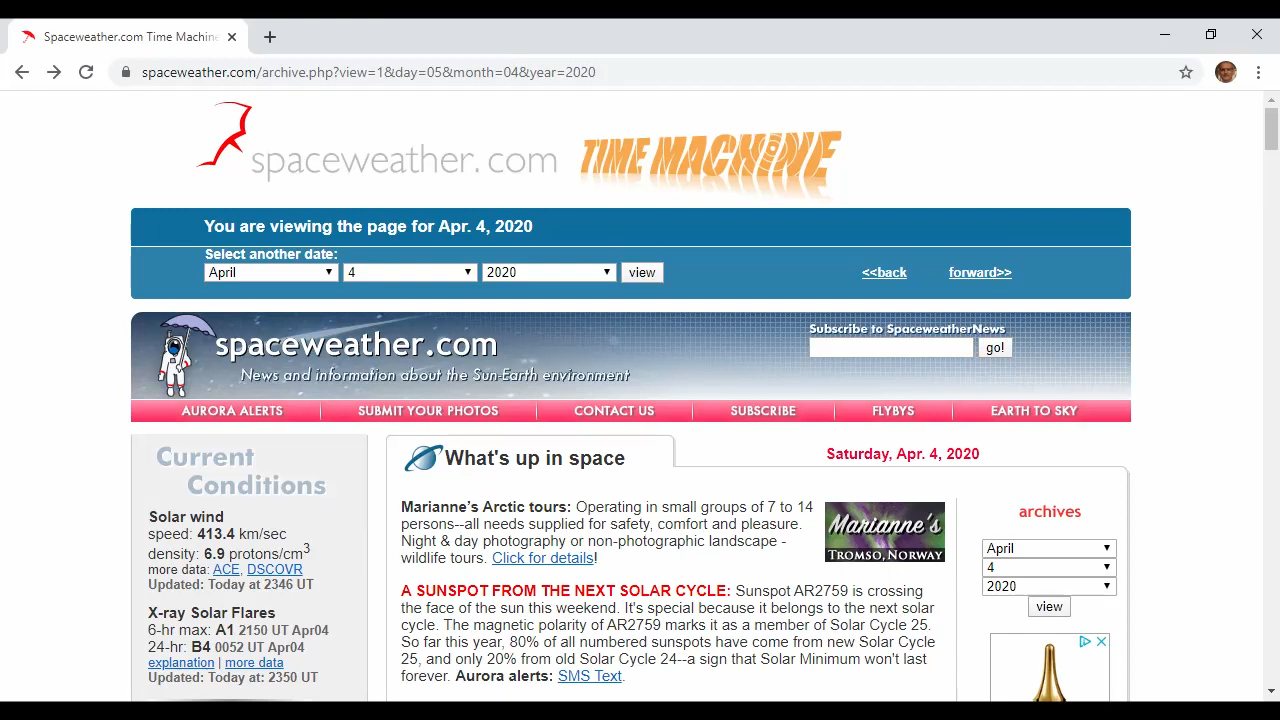 Spaceweather.com Time Machine
spaceweather.com/archive.php?view=1&day=05&month=04&year=2020
spaceweather.com TIME MACHINE
You are viewing the page for Apr. 4, 2020
Select another date:
April 4 2020 view <<back forward>>
Subscribe to SpaceweatherNews
spaceweather.com
go!
News and information about the Sun-Earth environment
AURORA ALERTS SUBMIT YOUR PHOTOS CONTACT US SUBSCRIBE FLYBYS EARTH TO SKY
Current
Conditions
Solar wind
speed: 413.4 km/sec
density: 6.9 protons/cm3
more data: ACE, DSCOVR
Updated: Today at 2346 UT
X-ray Solar Flares
6-hr max: A1 2150 UT Apr04
24-hr: B4 0052 UT Apr04
explanation | more data
Updated: Today at: 2350 UT
What's up in space
Saturday, Apr. 4, 2020
Marianne’s Arctic tours: Operating in small groups of 7 to 14
persons--all needs supplied for safety, comfort and pleasure.
Night & day photography or non-photographic landscape -
wildlife tours. Click for details!
Marianne's
TROMSO, NORWAY
A SUNSPOT FROM THE NEXT SOLAR CYCLE: Sunspot AR2759 is crossing
the face of the sun this weekend. It's special because it belongs to the next solar
cycle. The magnetic polarity of AR2759 marks it as a member of Solar Cycle 25.
So far this year, 80% of all numbered sunspots have come from new Solar Cycle
25, and only 20% from old Solar Cycle 24--a sign that Solar Minimum won't last
forever. Aurora alerts: SMS Text.
archives
April
4
2020
view